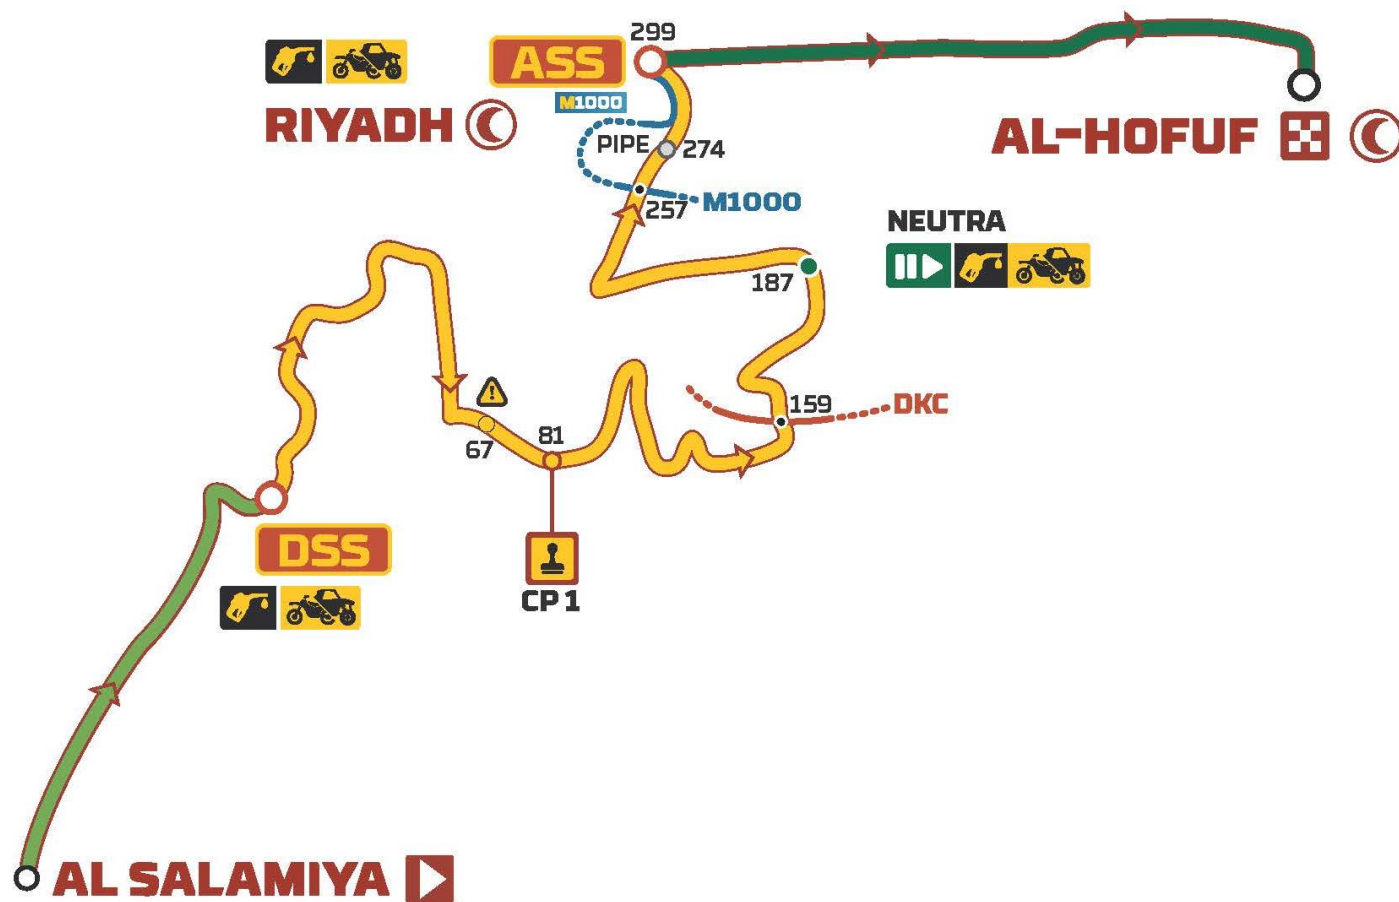 299
ASS
M1000
RIYADH
AL-HOFUF
PIPE
274
M1000
257
NEUTRA
187
159
DKC
81
67
DSS
CP 1
AL SALAMIYA